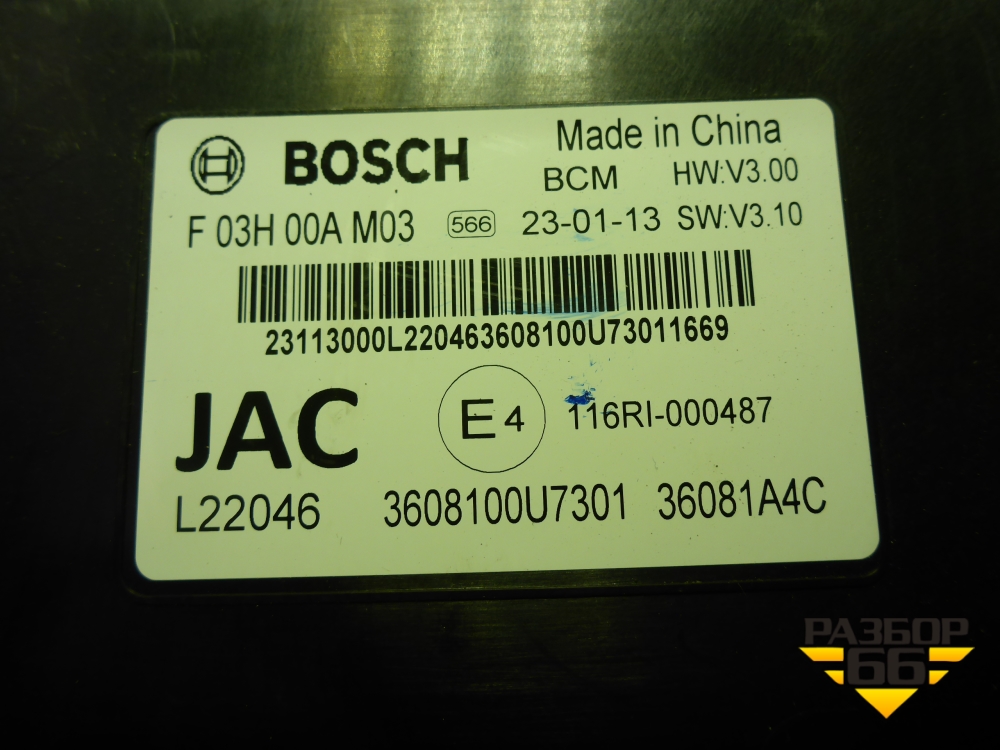 BOSCH
Made in China
BCM HW:V3.00
F 03H 00A M03 566 23-01-13 SW:V3.10
23113000L220463608100U73011669
JAC E4 116RI-000487
L22046 3608100U7301 36081A4C
РАЗБОР
66